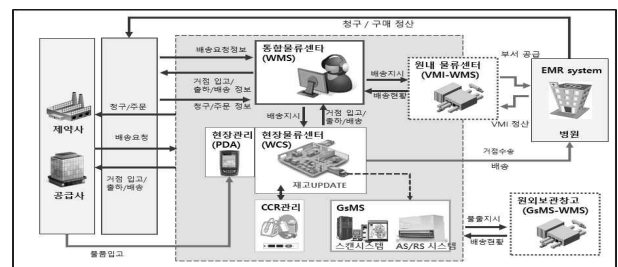 청구 / 구매 정산
배송요청정보
통합물류센타
(WMS)
배송지시
원내 물류센터
(VMI-WMS)
부서 공급
EMR system
거점 입고/
출하/배송 정보
배송현황
제약사
청구/주문
청구/주문 정보
배송지시
거점 입고/
출하/배송
VMI 정산
병원
배송요청
현장관리
(PDA)
현장물류센터
(WCS)
거점수송
배송
공급사
거점 입고/
출하/배송
재고UPDATE
CCR관리
GsMS
원외보관창고
(GsMS-WMS)
물품입고
스캔시스템
AS/RS 시스템
물출지시
배송현황